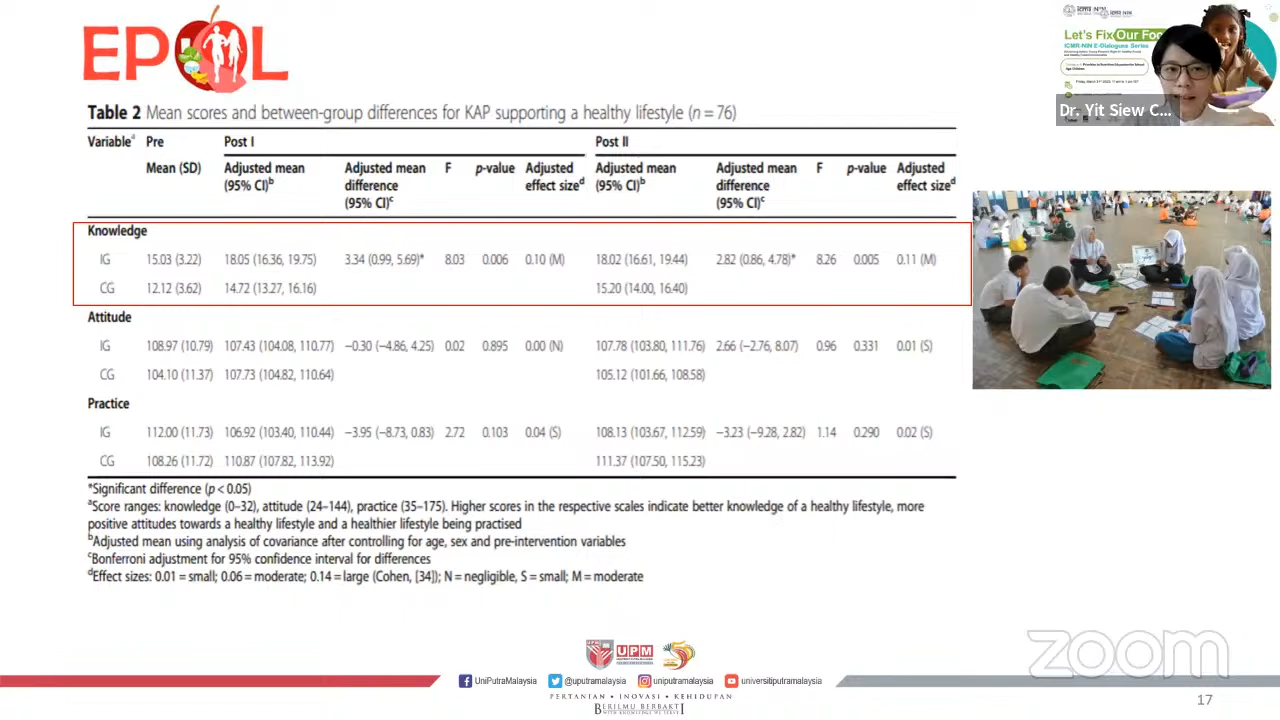 EPOL
Table 2 Mean scores and between-group differences for KAP supporting a healthy lifestyle (n = 76)
Variableᵃ Pre Post I Post II
Mean (SD) Adjusted mean (95% CI)ᵇ Adjusted mean difference (95% CI)ᶜ F p-value Adjusted effect sizeᵈ Adjusted mean (95% CI)ᵇ Adjusted mean difference (95% CI)ᶜ F p-value Adjusted effect sizeᵈ
Knowledge
IG 15.03 (3.22) 18.05 (16.36, 19.75) 3.34 (0.99, 5.69)* 8.03 0.006 0.10 (M) 18.02 (16.61, 19.44) 2.82 (0.86, 4.78)* 8.26 0.005 0.11 (M)
CG 12.12 (3.62) 14.72 (13.27, 16.16) 15.20 (14.00, 16.40)
Attitude
IG 108.97 (10.79) 107.43 (104.08, 110.77) −0.30 (−4.86, 4.25) 0.02 0.895 0.00 (N) 107.78 (103.80, 111.76) 2.66 (−2.76, 8.07) 0.96 0.331 0.01 (S)
CG 104.10 (11.37) 107.73 (104.82, 110.64) 105.12 (101.66, 108.58)
Practice
IG 112.00 (11.73) 106.92 (103.40, 110.44) −3.95 (−8.73, 0.83) 2.72 0.103 0.04 (S) 108.13 (103.67, 112.59) −3.23 (−9.28, 2.82) 1.14 0.290 0.02 (S)
CG 108.26 (11.72) 110.87 (107.82, 113.92) 111.37 (107.50, 115.23)
*Significant difference (p < 0.05)
ᵃScore ranges: knowledge (0–32), attitude (24–144), practice (35–175). Higher scores in the respective scales indicate better knowledge of a healthy lifestyle, more
positive attitudes towards a healthy lifestyle and a healthier lifestyle being practised
ᵇAdjusted mean using analysis of covariance after controlling for age, sex and pre-intervention variables
ᶜBonferroni adjustment for 95% confidence interval for differences
ᵈEffect sizes: 0.01 = small; 0.06 = moderate; 0.14 = large (Cohen, [34]); N = negligible, S = small; M = moderate
Let's Fix Our Foo
ICMR-NIN E-Dialogues Series
Dr. Yit Siew C...
zoom
UPM
UniPutraMalaysia @uputramalaysia uniputramalaysia universitiputramalaysia
PERTANIAN • INOVASI • KEHIDUPAN
BERILMU BERBAKTI
WITH KNOWLEDGE WE SERVE
17